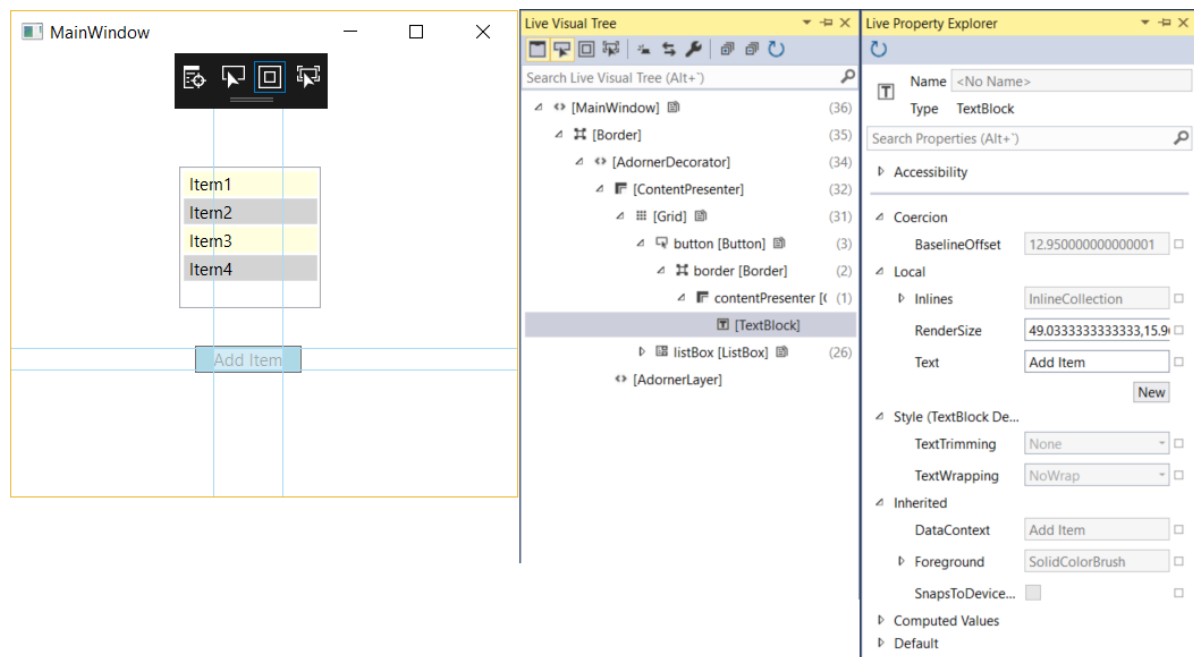 MainWindow
Item1
Item2
Item3
Item4
Add Item
Live Visual Tree
Search Live Visual Tree (Alt+`)
[MainWindow] (36)
[Border] (35)
[AdornerDecorator] (34)
[ContentPresenter] (32)
[Grid] (31)
button [Button] (3)
border [Border] (2)
contentPresenter [( (1)
[TextBlock]
listBox [ListBox] (26)
[AdornerLayer]
Live Property Explorer
Name <No Name>
Type TextBlock
Search Properties (Alt+`)
Accessibility
Coercion
BaselineOffset 12.950000000000001
Local
Inlines InlineCollection
RenderSize 49.0333333333333,15.9
Text Add Item
New
Style (TextBlock De...
TextTrimming None
TextWrapping NoWrap
Inherited
DataContext Add Item
Foreground SolidColorBrush
SnapsToDevice...
Computed Values
Default